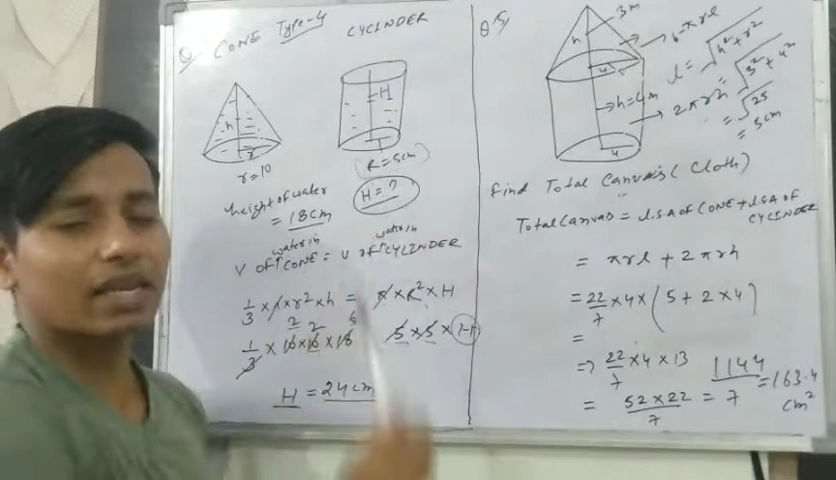 Q CONE Type-4 CYLINDER
h
r=10
H
(R=5cm)
H=?
height of water
= 18cm
V of water in CONE = V of water in CYLINDER
1/3 × π × r² × h = π × R² × H
1/3 × 10 × 10 × 18 5 × 5 × H
2 2 6
H = 24cm
Q 5)
3m
h
πrl
4
l = √h²+r²
= √3²+4²
= √25
= 5cm
h=4m
2πrh
4
Find Total Canvas (Cloth)
Total Canvas = l.S.A of CONE + l.S.A of CYLINDER
= πrl + 2πrh
= 22/7 × 4 × (5 + 2×4)
=
⇒ 22/7 × 4 × 13
= 52×22/7 = 1144/7 = 163.4 cm²